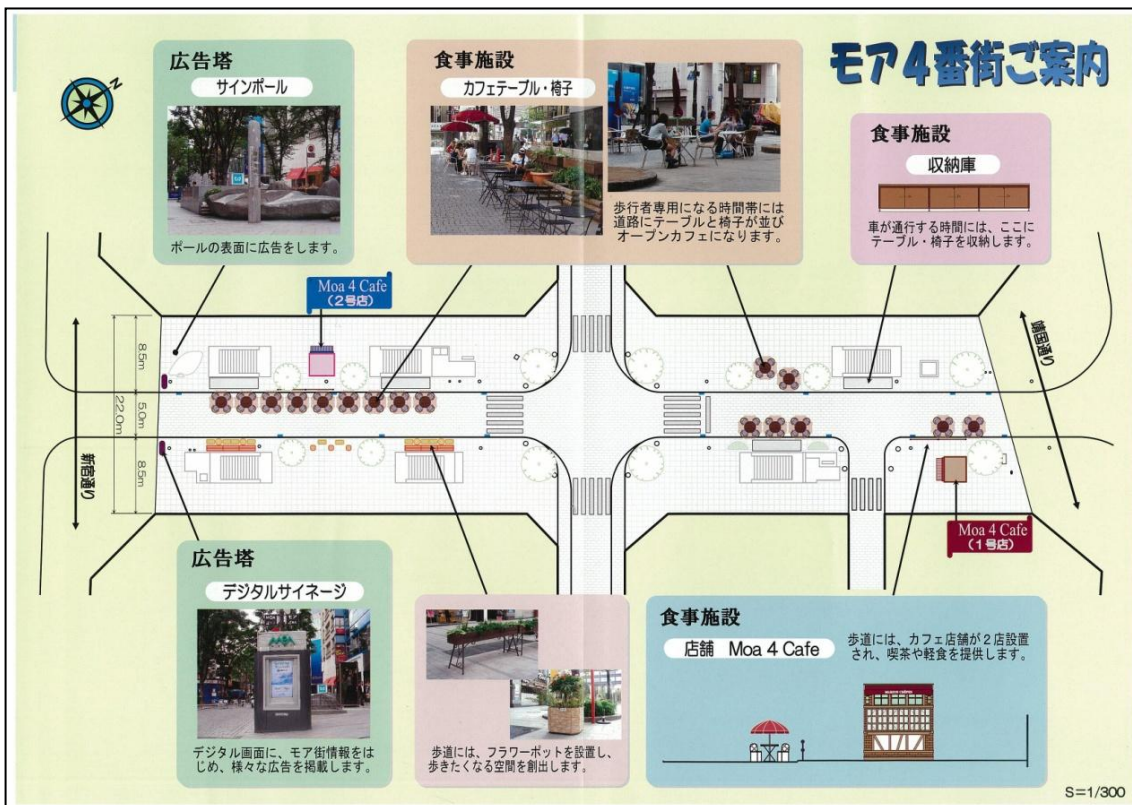 モア4番街ご案内
N
広告塔
サインポール
ポールの表面に広告をします。
食事施設
カフェテーブル・椅子
歩行者専用になる時間帯には
道路にテーブルと椅子が並び
オープンカフェになります。
食事施設
収納庫
車が通行する時間には、ここに
テーブル・椅子を収納します。
Moa 4 Cafe
(2号店)
8.5m
5.0m
22.0m
8.5m
新宿通り
靖国通り
Moa 4 Cafe
(1号店)
広告塔
デジタルサイネージ
MOA
デジタル画面に、モア街情報をは
じめ、様々な広告を掲載します。
歩道には、フラワーポットを設置し、
歩きたくなる空間を創出します。
食事施設
店舗 Moa 4 Cafe
歩道には、カフェ店舗が2店設置
され、喫茶や軽食を提供します。
S=1/300